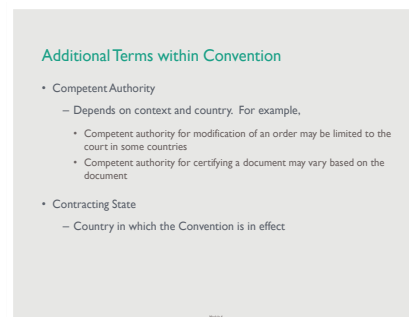 Additional Terms within Convention
• Competent Authority
– Depends on context and country. For example,
• Competent authority for modification of an order may be limited to the
court in some countries
• Competent authority for certifying a document may vary based on the
document
• Contracting State
– Country in which the Convention is in effect